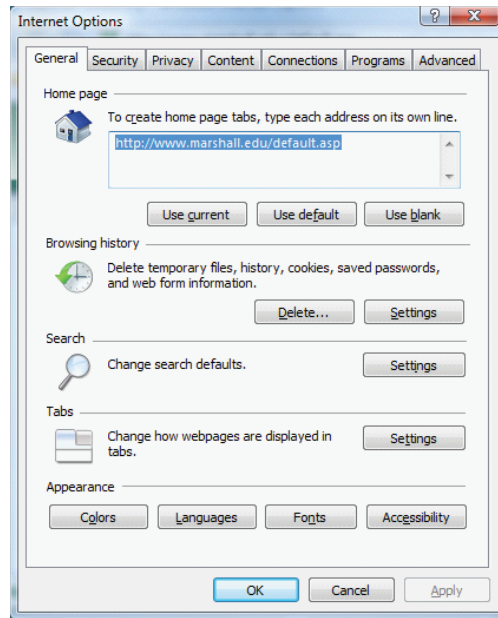 Internet Options
General Security Privacy Content Connections Programs Advanced
Home page
To create home page tabs, type each address on its own line.
http://www.marshall.edu/default.asp
Use current Use default Use blank
Browsing history
Delete temporary files, history, cookies, saved passwords,
and web form information.
Delete... Settings
Search
Change search defaults.
Settings
Tabs
Change how webpages are displayed in
tabs.
Settings
Appearance
Colors Languages Fonts Accessibility
OK Cancel Apply